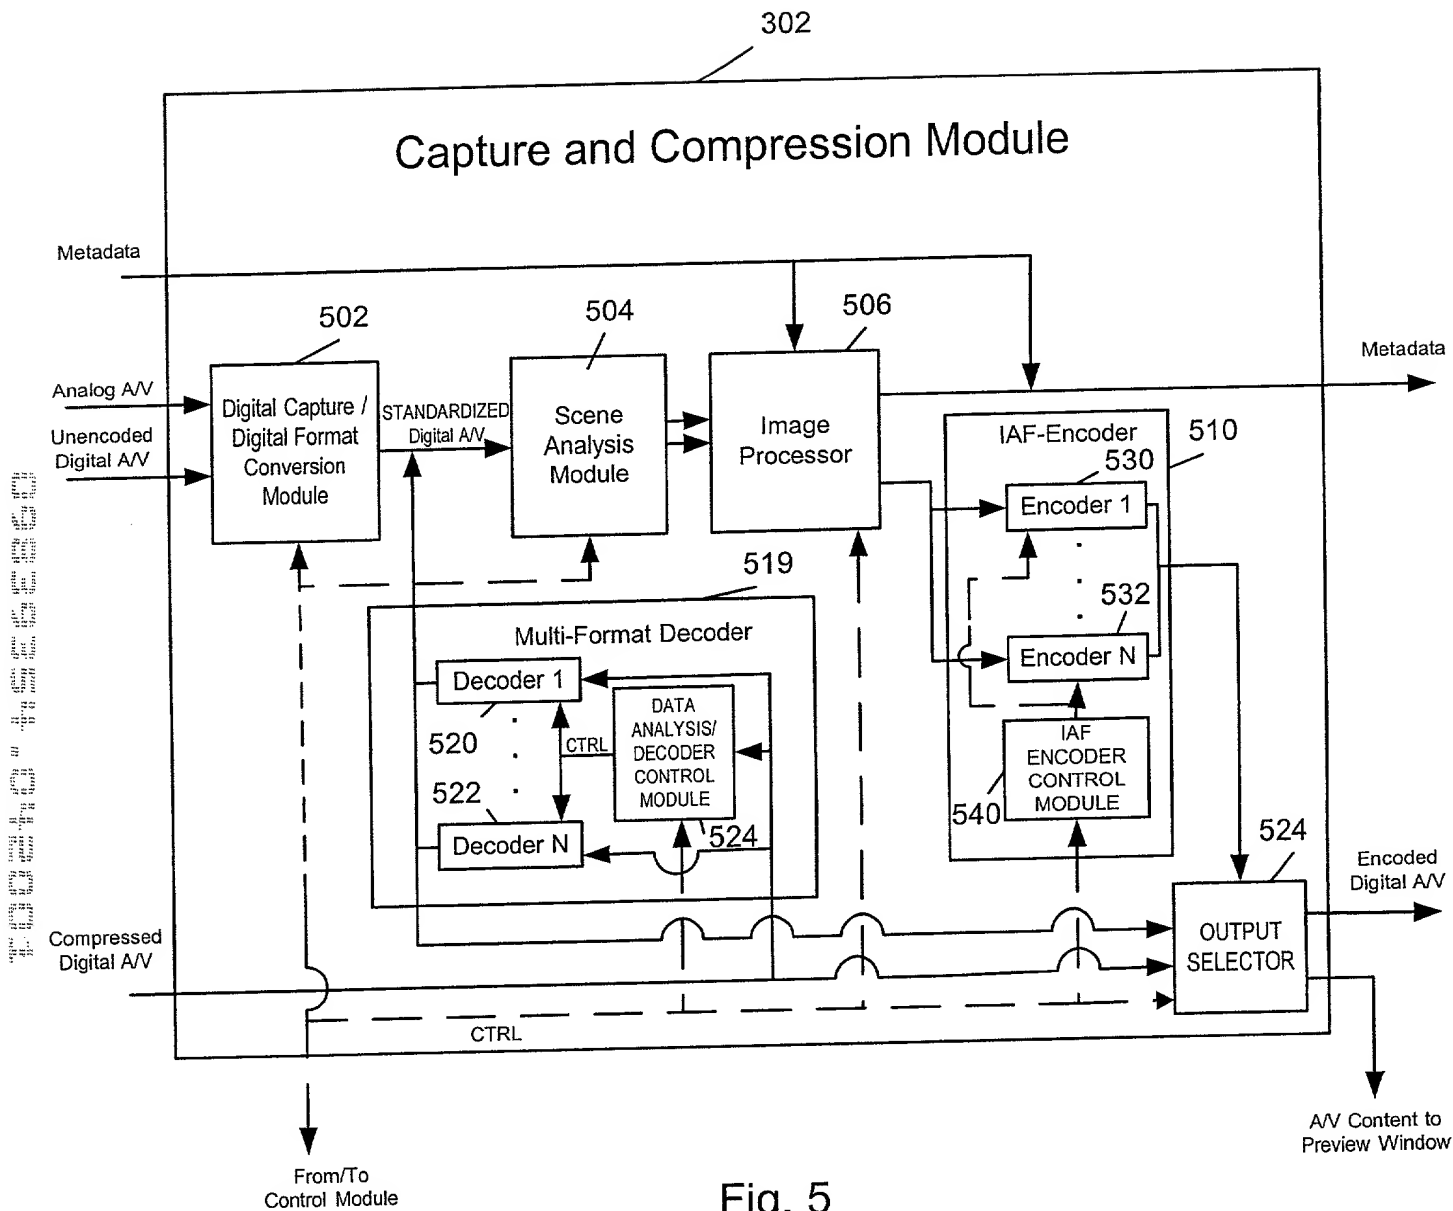 302
Capture and Compression Module
Metadata
502
504
506
Metadata
Analog A/V
Unencoded
Digital A/V
Digital Capture /
Digital Format
Conversion
Module
STANDARDIZED
Digital A/V
Scene
Analysis
Module
Image
Processor
IAF-Encoder
510
530
Encoder 1
532
Encoder N
IAF
ENCODER
CONTROL
MODULE
540
519
Multi-Format Decoder
Decoder 1
520
522
Decoder N
CTRL
DATA
ANALYSIS/
DECODER
CONTROL
MODULE
524
524
OUTPUT
SELECTOR
Encoded
Digital A/V
Compressed
Digital A/V
CTRL
A/V Content to
Preview Window
From/To
Control Module
Fig. 5